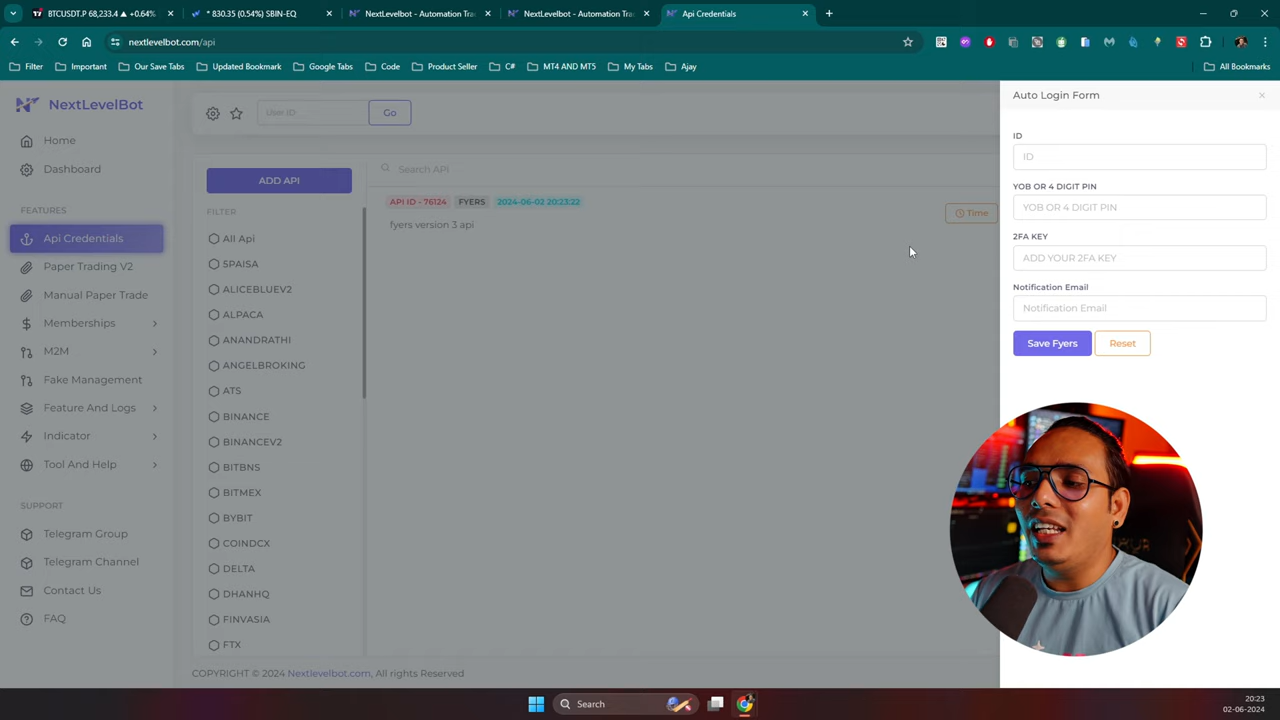 BTCUSDT.P 68,233.4 ▲ +0.64%
* 830.35 (0.54%) SBIN-EQ
NextLevelbot - Automation Tra
NextLevelbot - Automation Tra
Api Credentials
nextlevelbot.com/api
Filter
Important
Our Save Tabs
Updated Bookmark
Google Tabs
Code
Product Seller
C#
MT4 AND MT5
My Tabs
Ajay
All Bookmarks
NextLevelBot
Home
Dashboard
FEATURES
Api Credentials
Paper Trading V2
Manual Paper Trade
Memberships
M2M
Fake Management
Feature And Logs
Indicator
Tool And Help
SUPPORT
Telegram Group
Telegram Channel
Contact Us
FAQ
User ID
Go
ADD API
FILTER
All Api
5PAISA
ALICEBLUEV2
ALPACA
ANANDRATHI
ANGELBROKING
ATS
BINANCE
BINANCEV2
BITBNS
BITMEX
BYBIT
COINDCX
DELTA
DHANHQ
FINVASIA
FTX
Search API
API ID - 76124 FYERS 2024-06-02 20:23:22
fyers version 3 api
Time
COPYRIGHT © 2024 Nextlevelbot.com, All rights Reserved
Auto Login Form
ID
ID
YOB OR 4 DIGIT PIN
YOB OR 4 DIGIT PIN
2FA KEY
ADD YOUR 2FA KEY
Notification Email
Notification Email
Save Fyers
Reset
Search
20:23
02-06-2024